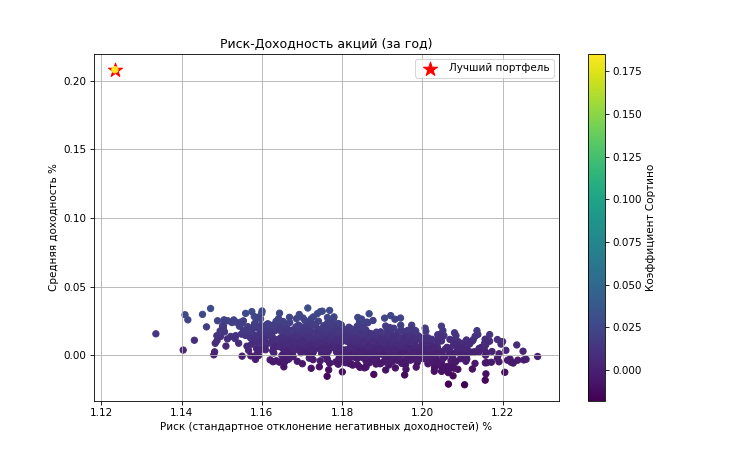 Риск-Доходность акций (за год)
Лучший портфель
Средняя доходность %
0.20
0.15
0.10
0.05
0.00
1.12 1.14 1.16 1.18 1.20 1.22
Риск (стандартное отклонение негативных доходностей) %
0.175
0.150
0.125
0.100
0.075
0.050
0.025
0.000
Коэффициент Сортино